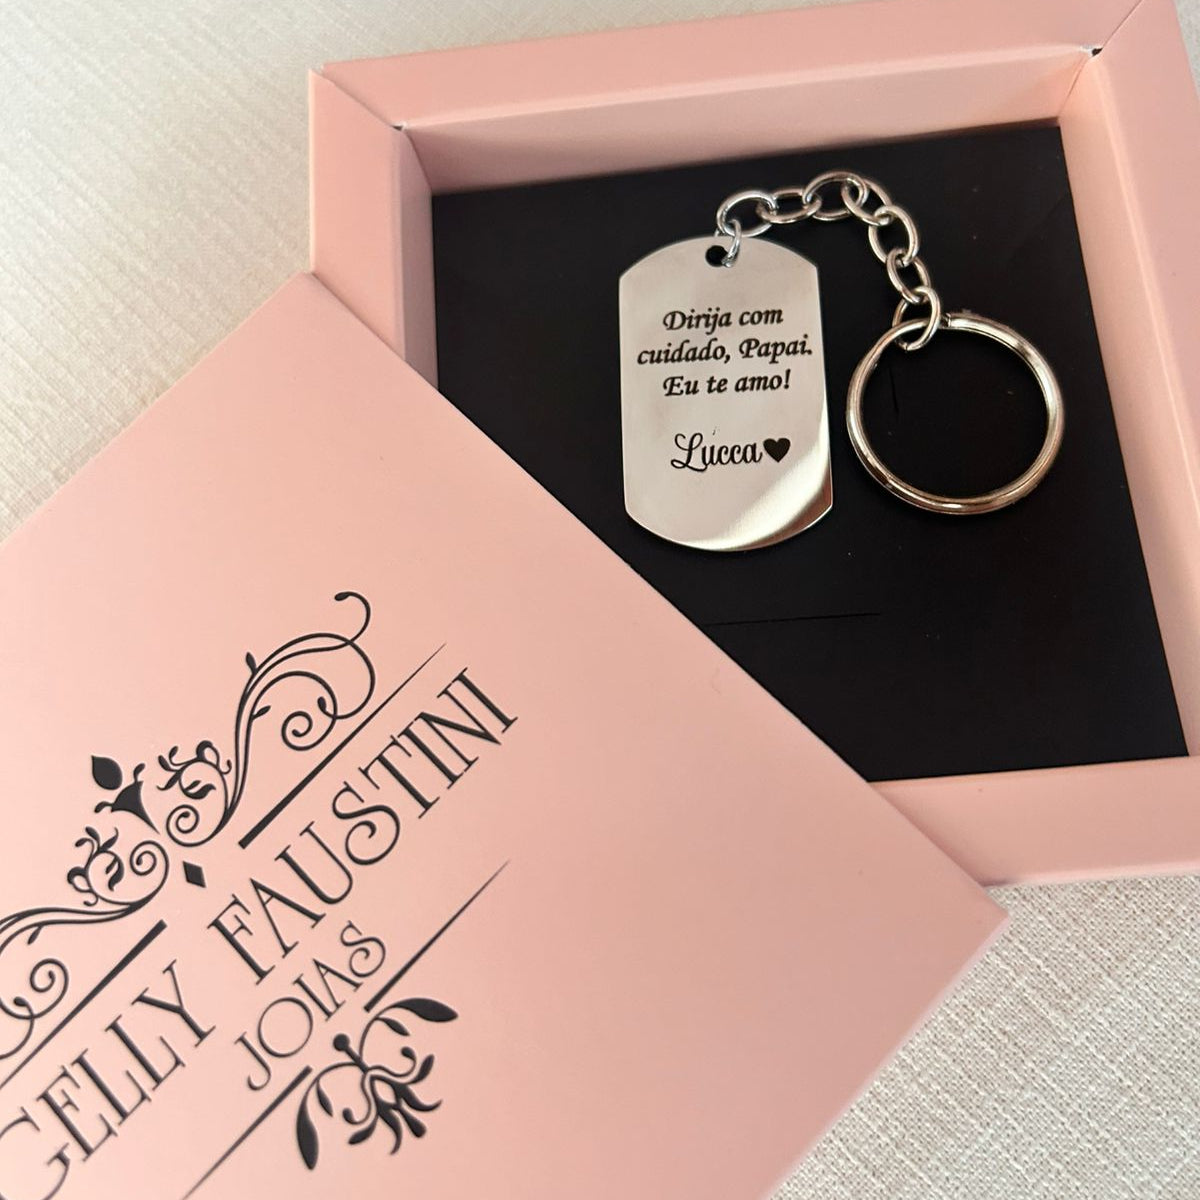 Dirija com
cuidado, Papai.
Eu te amo!
Lucca♥
GELLY FAUSTINI
JOIAS